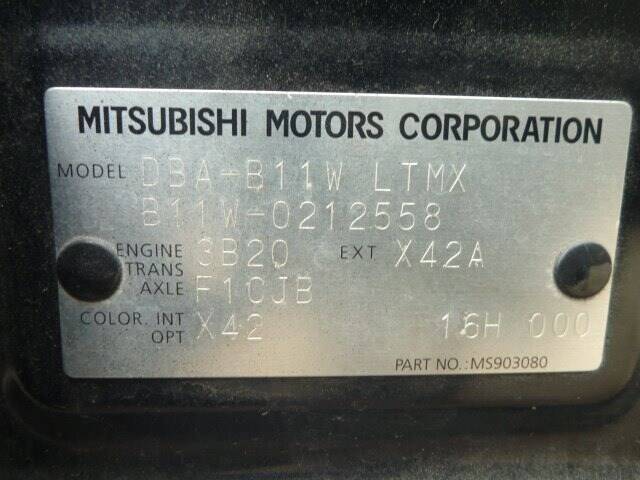 MITSUBISHI MOTORS CORPORATION
MODEL DBA-B11W LTMX
B11W-0212558
ENGINE 3B20 EXT X42A
TRANS
AXLE F1CJB
COLOR. INT X42 16H 000
OPT
PART NO.:MS903080